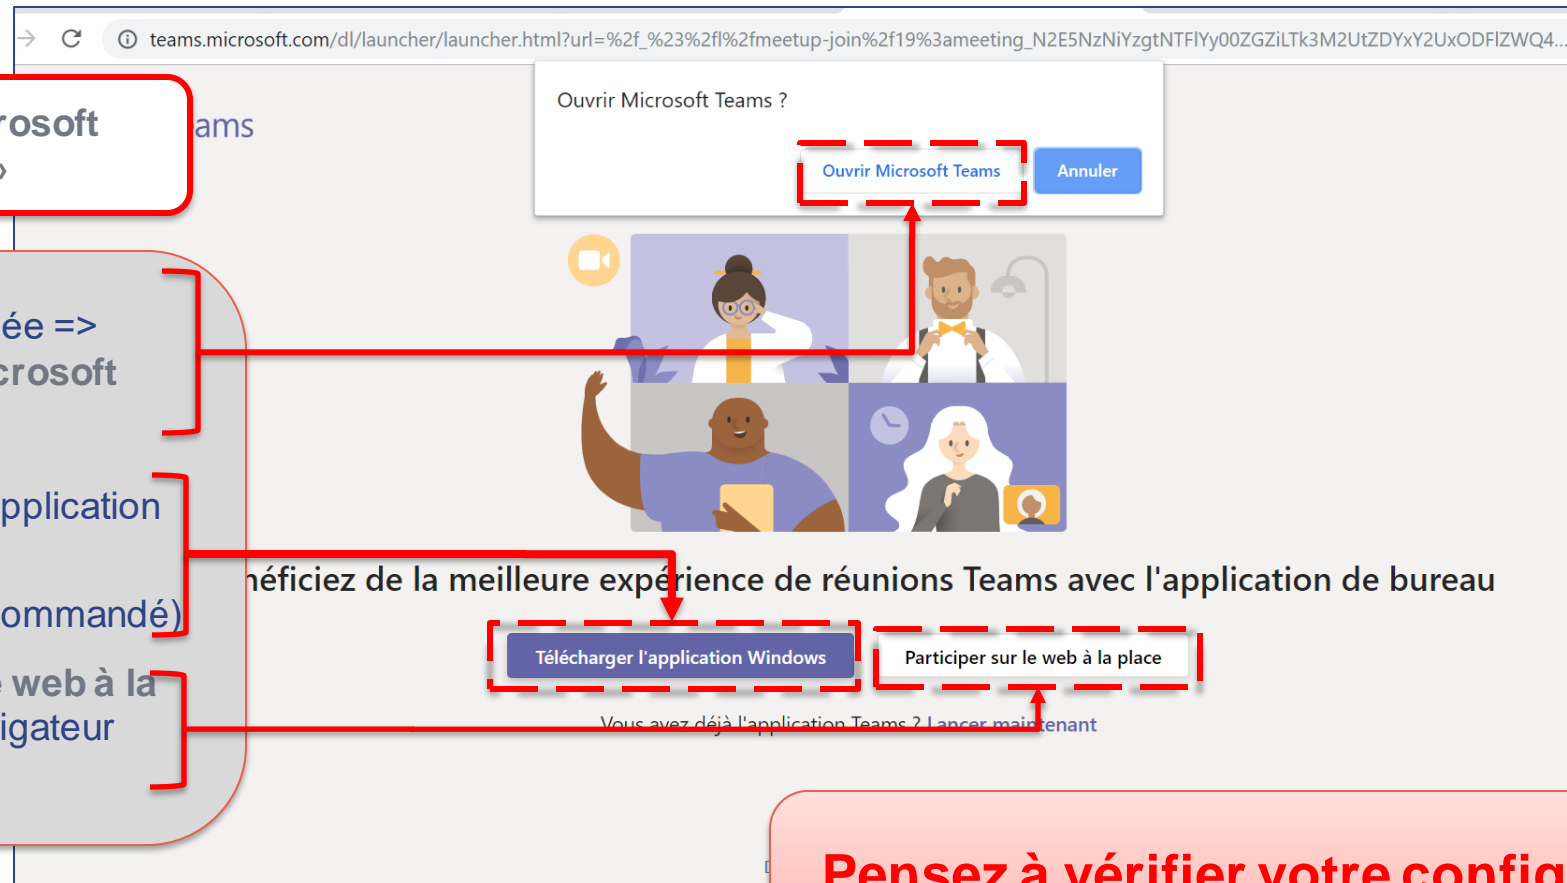 teams.microsoft.com/dl/launcher/launcher.html?url=%2f_%23%2fl%2fmeetup-join%2f19%3ameeting_N2E5NzNiYzgtNTFlYy00ZGZiLTk3M2UtZDYxY2UxODFlZWQ4...
Ouvrir Microsoft Teams ?
Ouvrir Microsoft Teams
Annuler
rosoft
»
ams
ée =>
crosoft
pplication
ommandé)
e web à la
igateur
néficiez de la meilleure expérience de réunions Teams avec l'application de bureau
Télécharger l'application Windows
Participer sur le web à la place
Vous avez déjà l'application Teams ? Lancer maintenant
Pensez à vérifier votre config